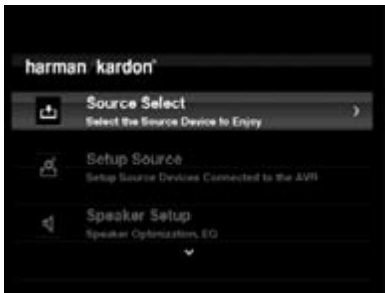 harman/kardon®
Source Select
Select the Source Device to Enjoy
Setup Source
Setup Source Devices Connected to the AVR
Speaker Setup
Speaker Optimization, EQ